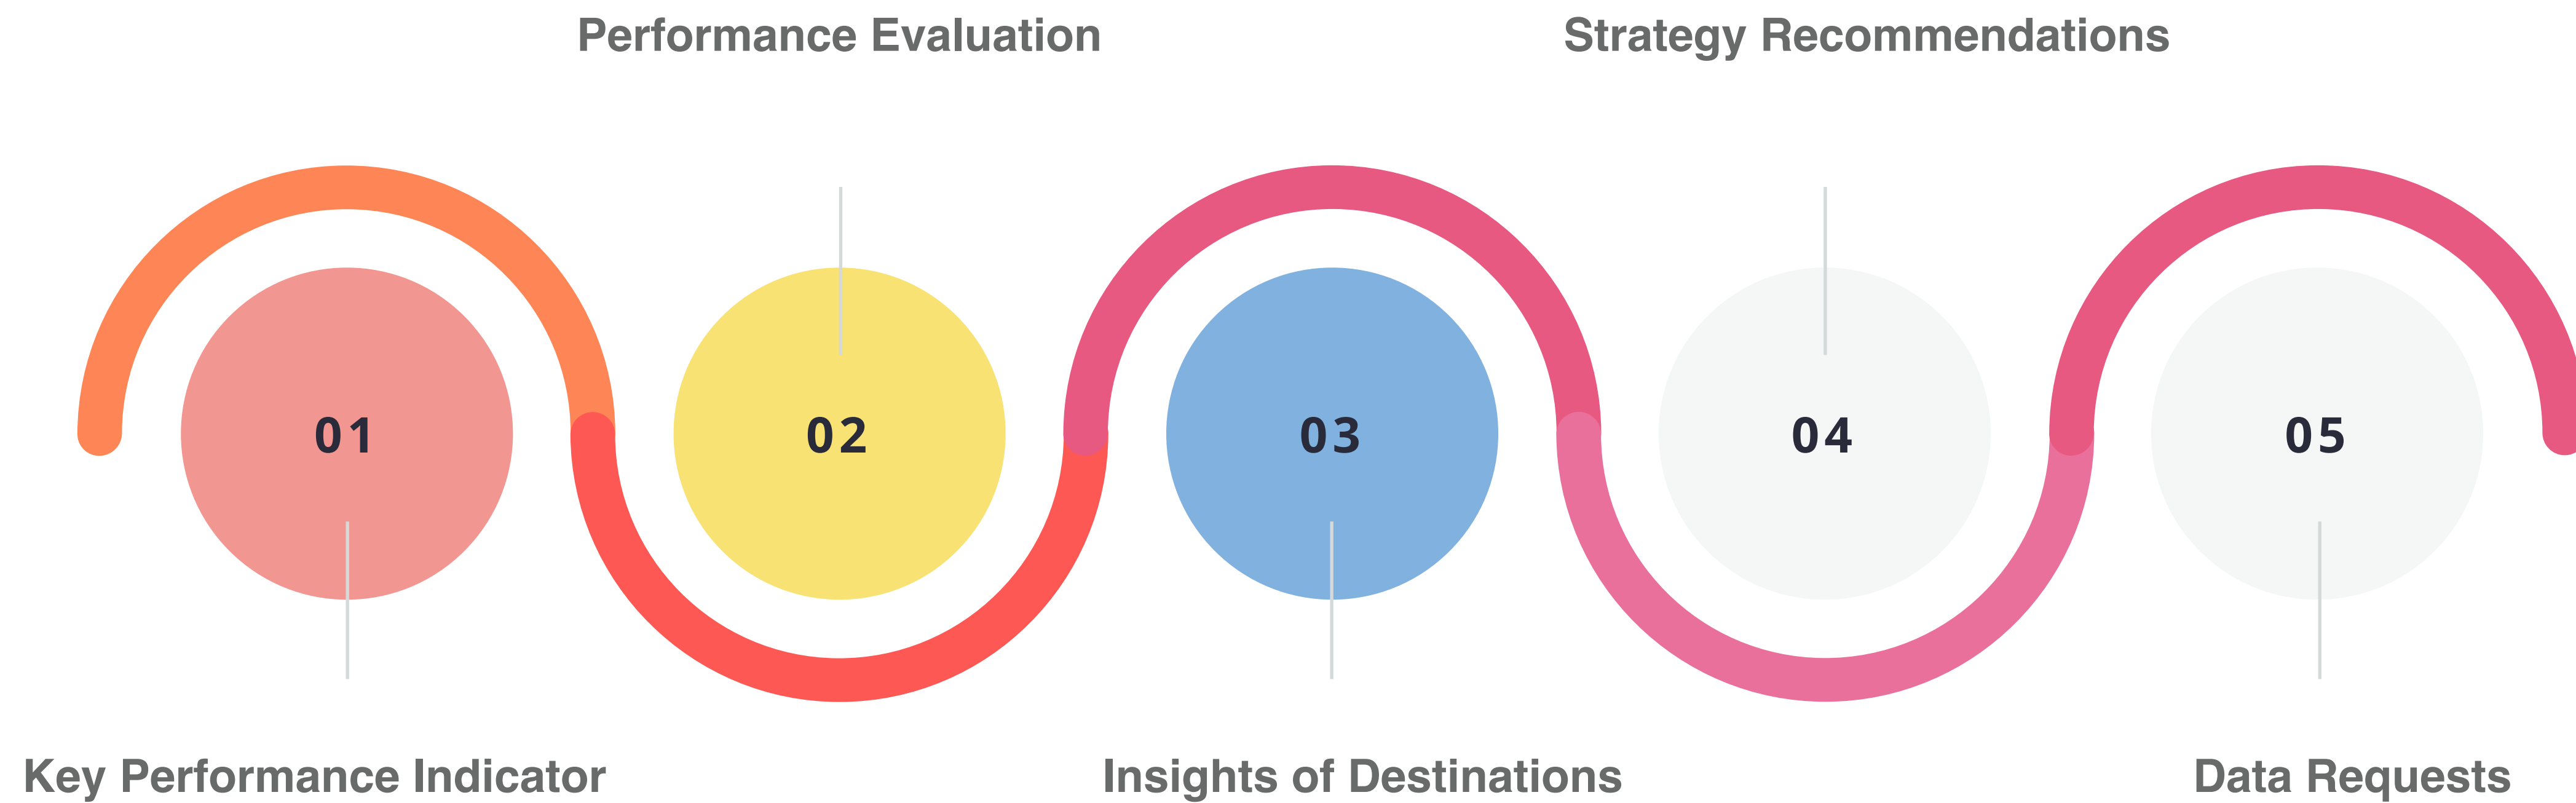 Performance Evaluation
Strategy Recommendations
01
02
03
04
05
Key Performance Indicator
Insights of Destinations
Data Requests